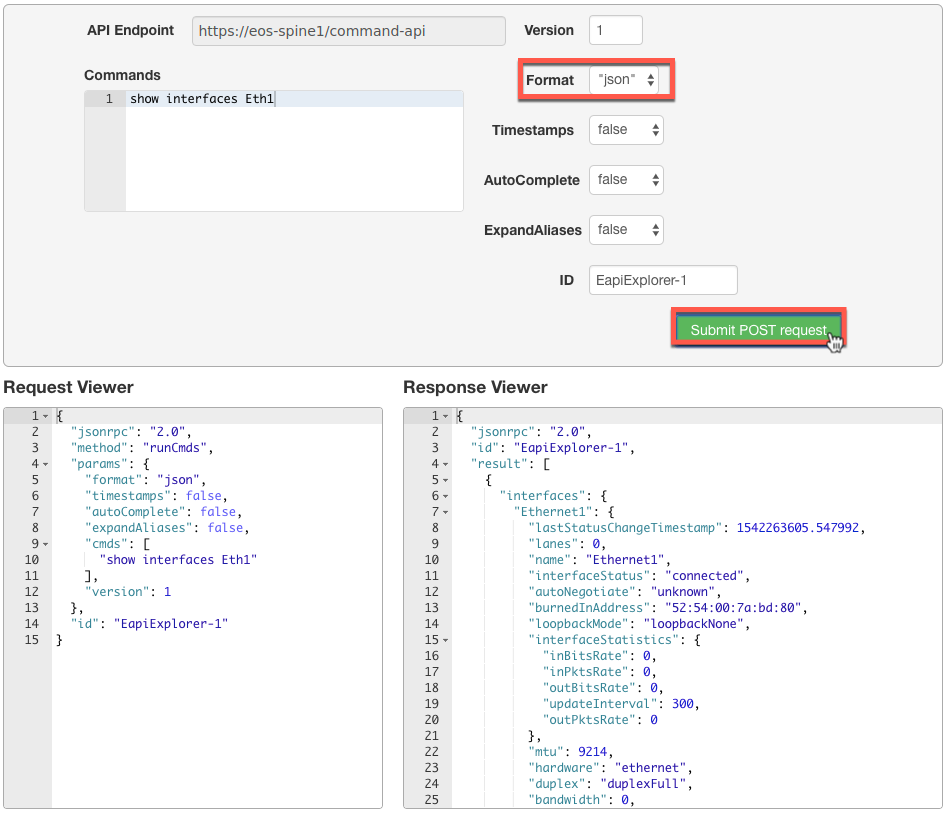 API Endpoint https://eos-spine1/command-api Version 1
Commands
1 show interfaces Eth1
Format "json"
Timestamps false
AutoComplete false
ExpandAliases false
ID EapiExplorer-1
Submit POST request
Request Viewer
1 {
2 "jsonrpc": "2.0",
3 "method": "runCmds",
4 "params": {
5 "format": "json",
6 "timestamps": false,
7 "autoComplete": false,
8 "expandAliases": false,
9 "cmds": [
10 "show interfaces Eth1"
11 ],
12 "version": 1
13 },
14 "id": "EapiExplorer-1"
15 }
Response Viewer
1 {
2 "jsonrpc": "2.0",
3 "id": "EapiExplorer-1",
4 "result": [
5 {
6 "interfaces": {
7 "Ethernet1": {
8 "lastStatusChangeTimestamp": 1542263605.547992,
9 "lanes": 0,
10 "name": "Ethernet1",
11 "interfaceStatus": "connected",
12 "autoNegotiate": "unknown",
13 "burnedInAddress": "52:54:00:7a:bd:80",
14 "loopbackMode": "loopbackNone",
15 "interfaceStatistics": {
16 "inBitsRate": 0,
17 "inPktsRate": 0,
18 "outBitsRate": 0,
19 "updateInterval": 300,
20 "outPktsRate": 0
21 },
22 "mtu": 9214,
23 "hardware": "ethernet",
24 "duplex": "duplexFull",
25 "bandwidth": 0,